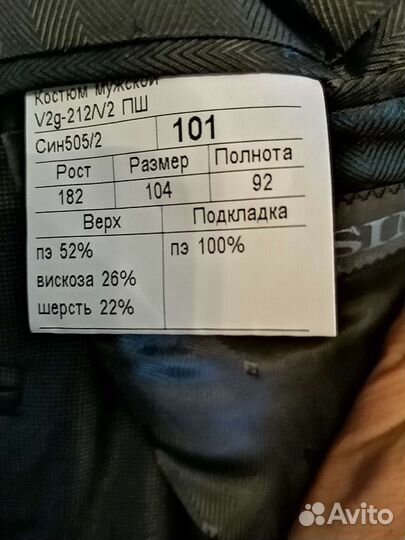 Костюм мужской
V2g-212/V2 ПШ
Син505/2 101
Рост Размер Полнота
182 104 92
Верх Подкладка
пэ 52% пэ 100%
вискоза 26%
шерсть 22%
Avito